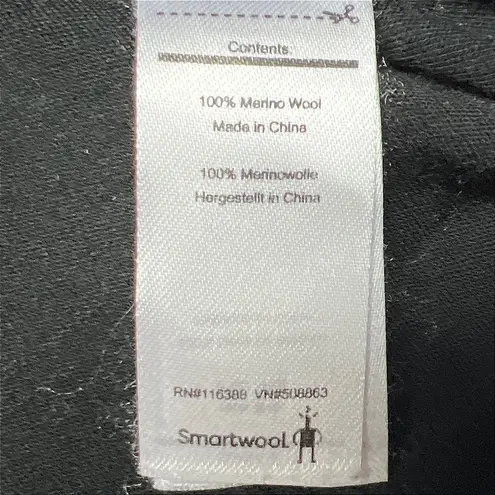 Contents:
100% Merino Wool
Made in China
100% Merinowolle
Hergestellt in China
RN#116388 VN#508863
Smartwool